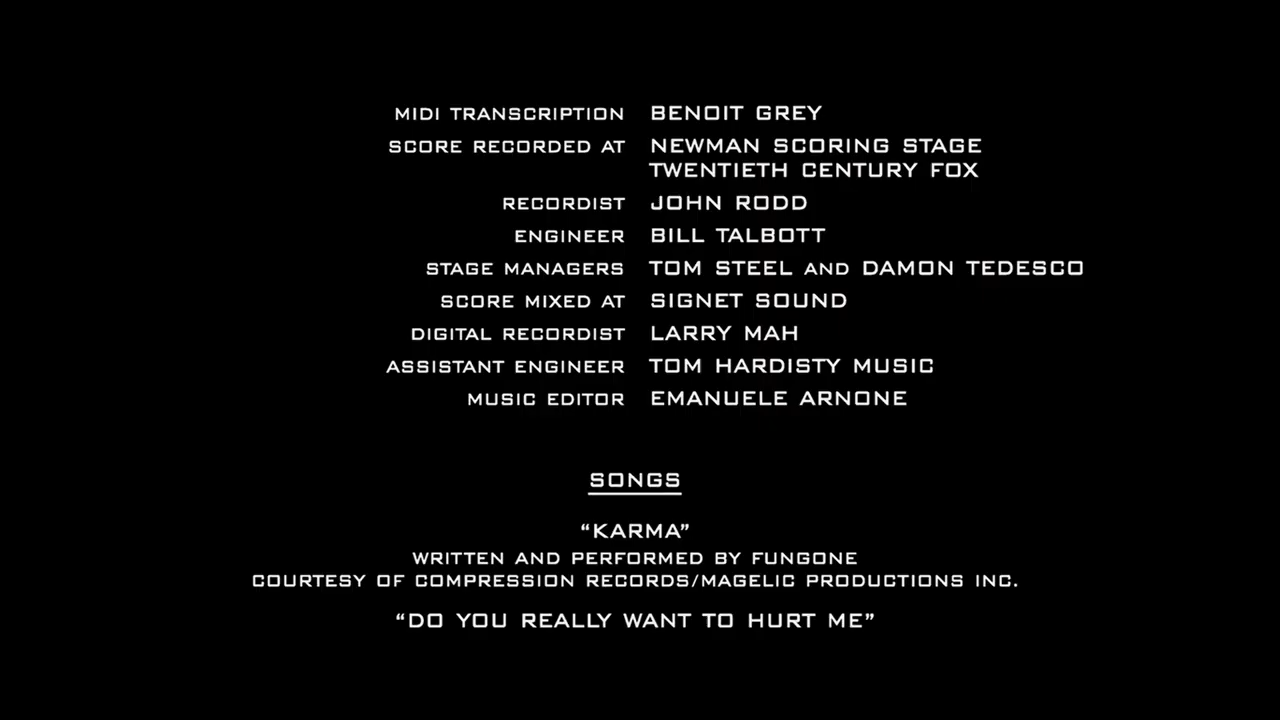 MIDI TRANSCRIPTION BENOIT GREY
SCORE RECORDED AT NEWMAN SCORING STAGE
TWENTIETH CENTURY FOX
RECORDIST JOHN RODD
ENGINEER BILL TALBOTT
STAGE MANAGERS TOM STEEL AND DAMON TEDESCO
SCORE MIXED AT SIGNET SOUND
DIGITAL RECORDIST LARRY MAH
ASSISTANT ENGINEER TOM HARDISTY MUSIC
MUSIC EDITOR EMANUELE ARNONE
SONGS
“KARMA”
WRITTEN AND PERFORMED BY FUNGONE
COURTESY OF COMPRESSION RECORDS/MAGELIC PRODUCTIONS INC.
“DO YOU REALLY WANT TO HURT ME”